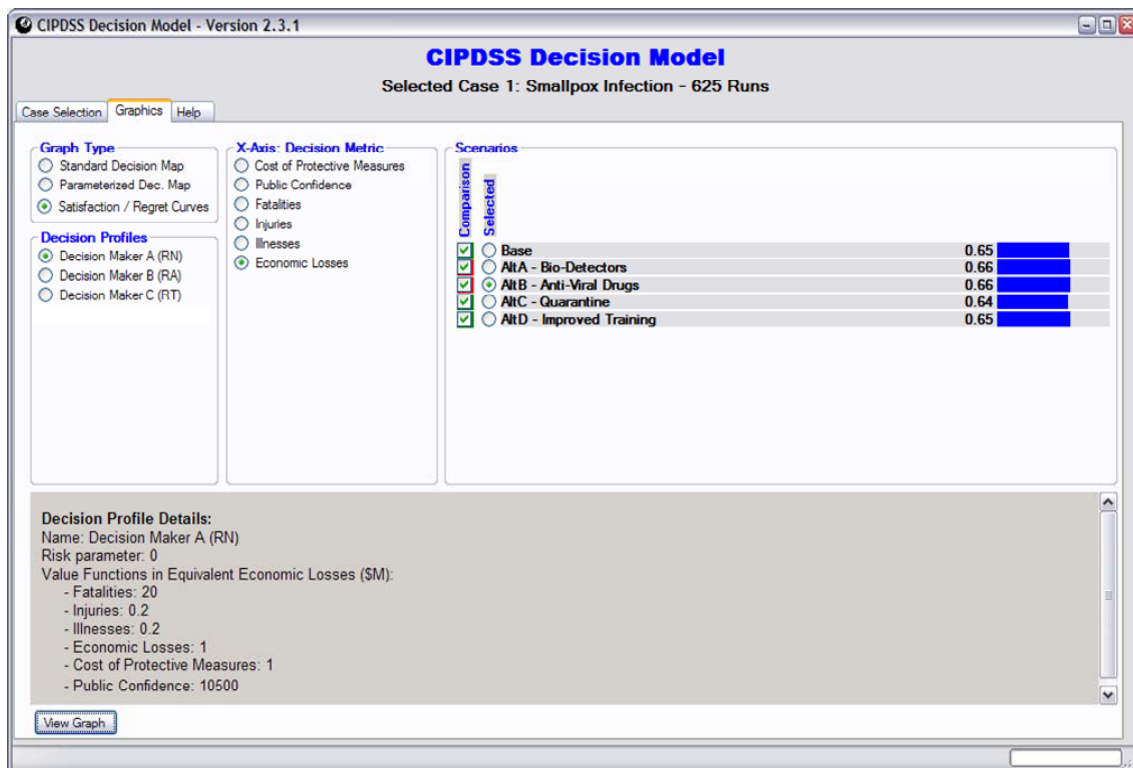 CIPDSS Decision Model - Version 2.3.1
CIPDSS Decision Model
Selected Case 1: Smallpox Infection - 625 Runs
Case Selection Graphics Help
Graph Type
Standard Decision Map
Parameterized Dec. Map
Satisfaction / Regret Curves
Decision Profiles
Decision Maker A (RN)
Decision Maker B (RA)
Decision Maker C (RT)
X-Axis: Decision Metric
Cost of Protective Measures
Public Confidence
Fatalities
Injuries
Illnesses
Economic Losses
Scenarios
Comparison
Selected
Base 0.65
AltA - Bio-Detectors 0.66
AltB - Anti-Viral Drugs 0.66
AltC - Quarantine 0.64
AltD - Improved Training 0.65
Decision Profile Details:
Name: Decision Maker A (RN)
Risk parameter: 0
Value Functions in Equivalent Economic Losses ($M):
- Fatalities: 20
- Injuries: 0.2
- Illnesses: 0.2
- Economic Losses: 1
- Cost of Protective Measures: 1
- Public Confidence: 10500
View Graph